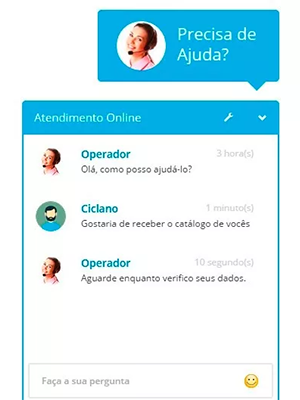 Precisa de
Ajuda?
Atendimento Online
Operador 3 hora(s)
Olá, como posso ajudá-lo?
Ciclano 1 minuto(s)
Gostaria de receber o catálogo de vocês
Operador 10 segundo(s)
Aguarde enquanto verifico seus dados.
Faça a sua pergunta